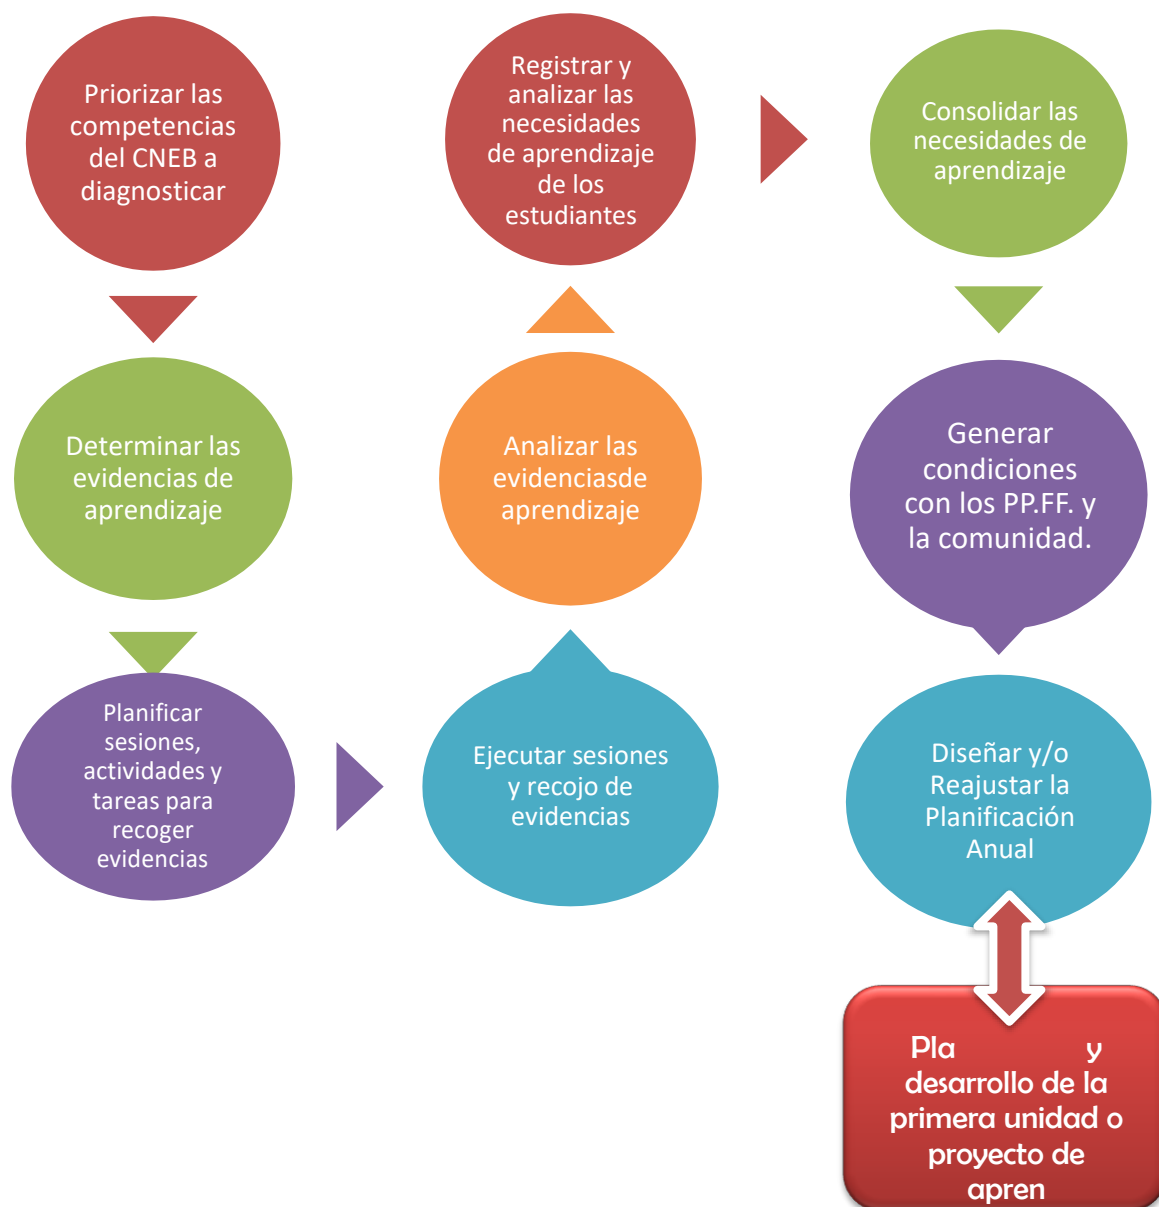 Priorizar las
competencias
del CNEB a
diagnosticar
Determinar las
evidencias de
aprendizaje
Planificar
sesiones,
actividades y
tareas para
recoger
evidencias
Ejecutar sesiones
y recojo de
evidencias
Analizar las
evidenciasde
aprendizaje
Registrar y
analizar las
necesidades
de aprendizaje
de los
estudiantes
Consolidar las
necesidades de
aprendizaje
Generar
condiciones
con los PP.FF. y
la comunidad.
Diseñar y/o
Reajustar la
Planificación
Anual
Pla y
desarrollo de la
primera unidad o
proyecto de
apren